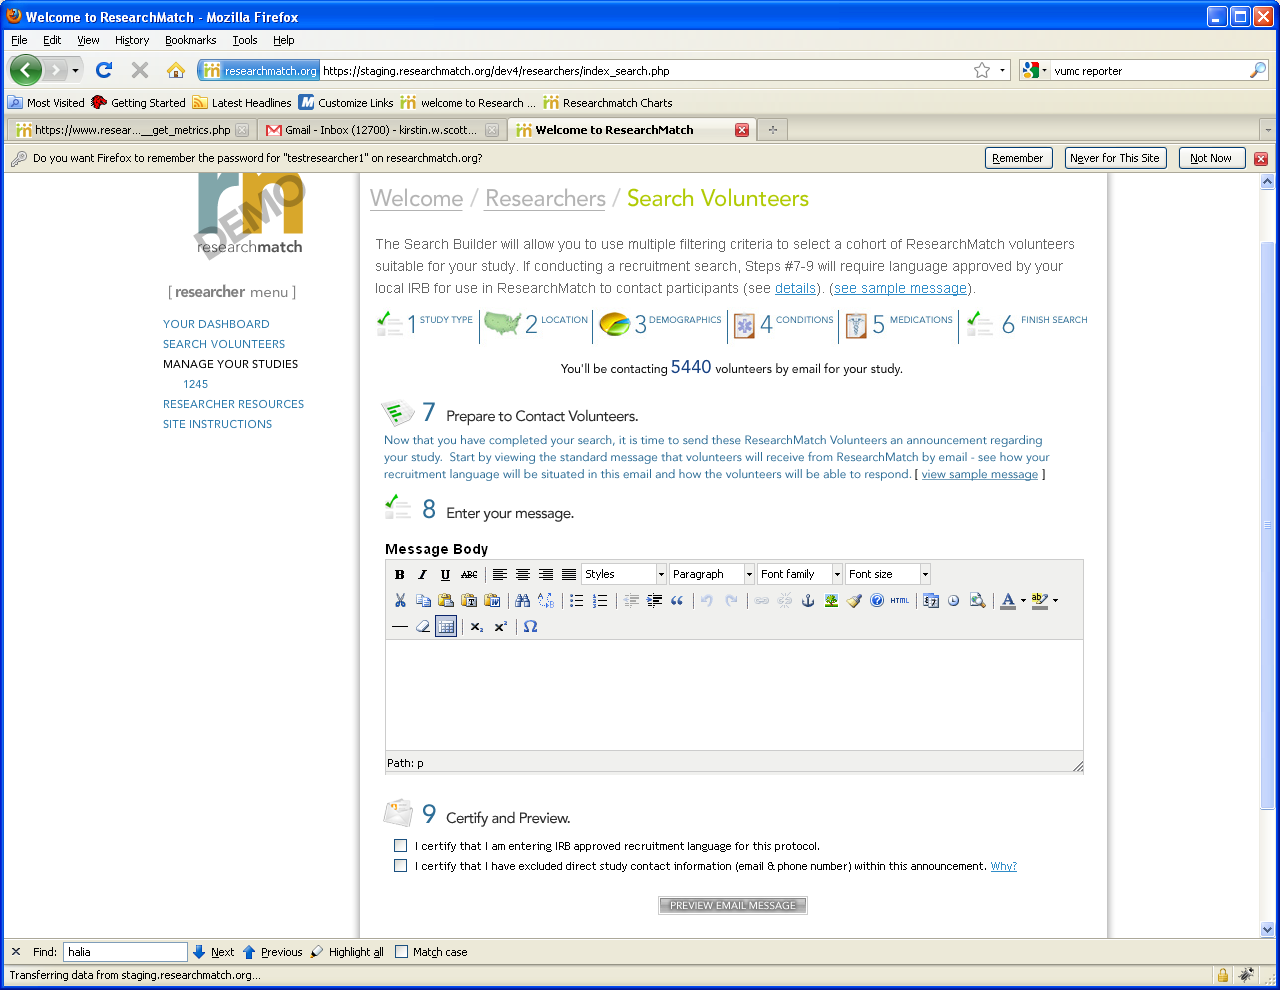 Welcome to ResearchMatch - Mozilla Firefox
File Edit View History Bookmarks Tools Help
researchmatch.org https://staging.researchmatch.org/dev4/researchers/index_search.php vumc reporter
Most Visited Getting Started Latest Headlines Customize Links welcome to Research ... Researchmatch Charts
https://www.resear...__get_metrics.php Gmail - Inbox (12700) - kirstin.w.scott... Welcome to ResearchMatch
Do you want Firefox to remember the password for "testresearcher1" on researchmatch.org? Remember Never for This Site Not Now
rm
DEMO
researchmatch
[ researcher menu ]
YOUR DASHBOARD
SEARCH VOLUNTEERS
MANAGE YOUR STUDIES
1245
RESEARCHER RESOURCES
SITE INSTRUCTIONS
Welcome / Researchers / Search Volunteers
The Search Builder will allow you to use multiple filtering criteria to select a cohort of ResearchMatch volunteers
suitable for your study. If conducting a recruitment search, Steps #7-9 will require language approved by your
local IRB for use in ResearchMatch to contact participants (see details). (see sample message).
1 STUDY TYPE 2 LOCATION 3 DEMOGRAPHICS 4 CONDITIONS 5 MEDICATIONS 6 FINISH SEARCH
You'll be contacting 5440 volunteers by email for your study.
7 Prepare to Contact Volunteers.
Now that you have completed your search, it is time to send these ResearchMatch Volunteers an announcement regarding
your study. Start by viewing the standard message that volunteers will receive from ResearchMatch by email - see how your
recruitment language will be situated in this email and how the volunteers will be able to respond. [ view sample message ]
8 Enter your message.
Message Body
B I U ABC Styles Paragraph Font family Font size
HTML A ab
x₂ x² Ω
Path: p
9 Certify and Preview.
I certify that I am entering IRB approved recruitment language for this protocol.
I certify that I have excluded direct study contact information (email & phone number) within this announcement. Why?
PREVIEW EMAIL MESSAGE
Find: halia Next Previous Highlight all Match case
Transferring data from staging.researchmatch.org...